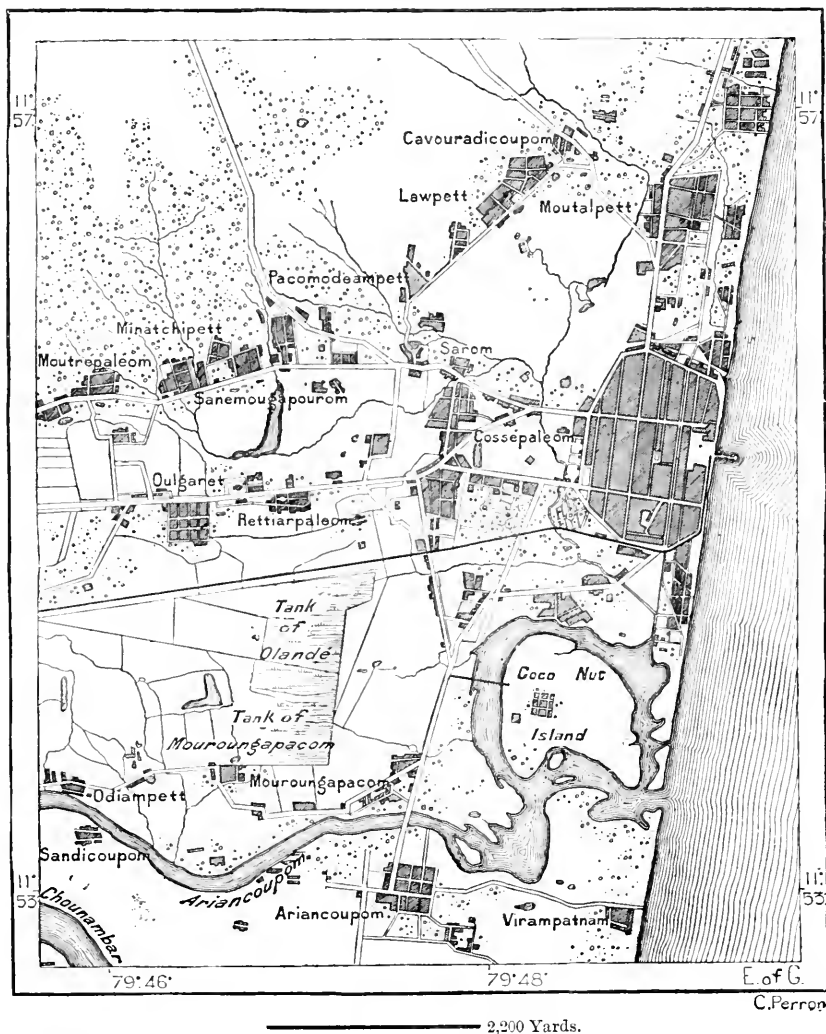 11°
57'
11°
57'
Cavouradicoupom
Lawpett
Moutalpett
Pacomodeampett
Minatchipett
Moutrepaleom
Sarom
Sanemougapourom
Cossepaleom
Oulgaret
Rettiarpaleom
Tank
of
Olandé
Coco Nut
Island
Tank of
Mouroungapacom
Mouroungapacom
Odiampett
Sandicoupom
Ariancoupom
Chounambar
Ariancoupom
Virampatnam
11°
53'
11°
53'
79° 46'
79° 48'
E. of G.
C. Perron
2,200 Yards.